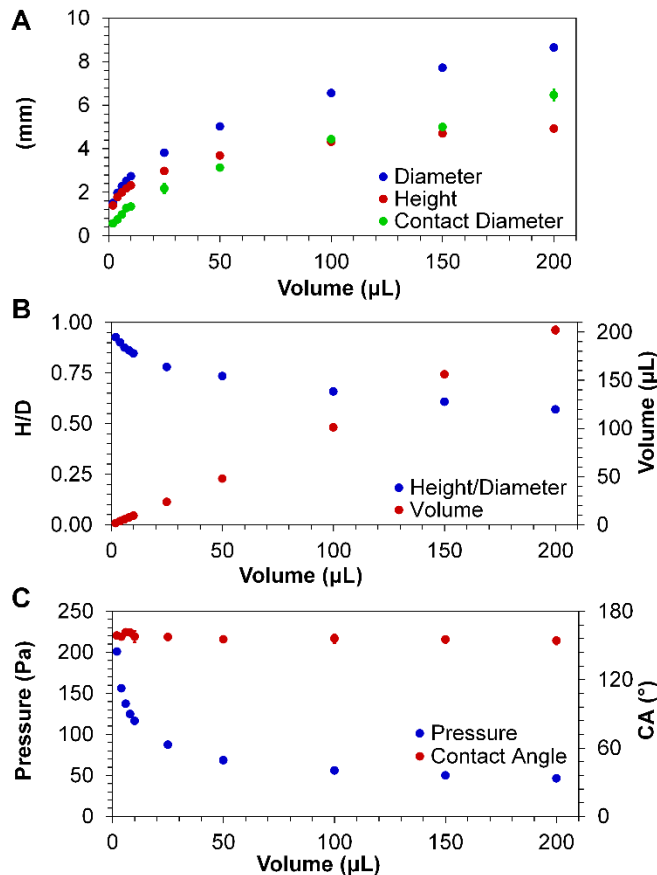 A
10
8
6
4
2
0
(mm)
Diameter
Height
Contact Diameter
0 50 100 150 200
Volume (µL)
B
1.00
0.75
0.50
0.25
0.00
H/D
200
150
100
50
0
Volume (µL)
Height/Diameter
Volume
0 50 100 150 200
Volume (µL)
C
250
200
150
100
50
0
Pressure (Pa)
180
120
60
0
CA (°)
Pressure
Contact Angle
0 50 100 150 200
Volume (µL)